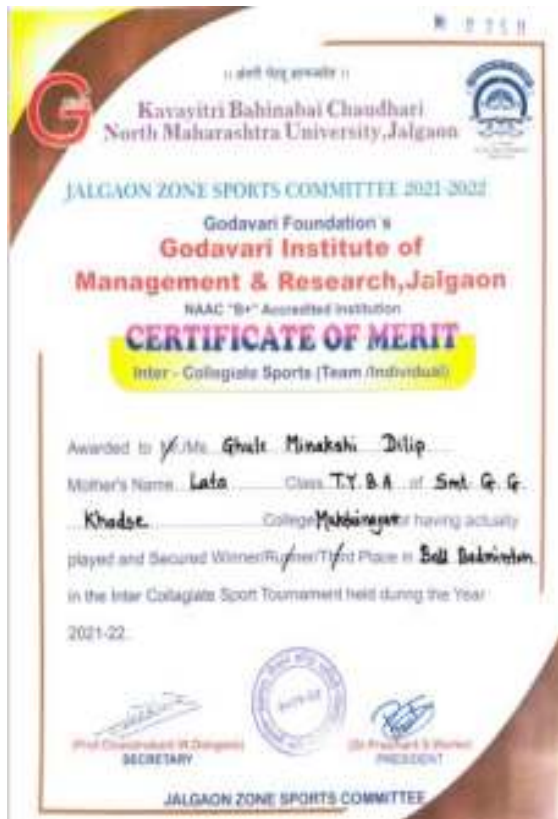 Kavayitri Bahinabai Chaudhari
North Maharashtra University,Jalgaon
JALGAON ZONE SPORTS COMMITTEE 2021-2022
Godavari Foundation's
Godavari Institute of
Management & Research,Jalgaon
NAAC "B+" Accredited Institution
CERTIFICATE OF MERIT
Inter - Collegiate Sports (Team /Individual)
Awarded to Mr./Ms. Ghule Minakshi Dilip
Mother's Name Lata Class T.Y.B.A of Smt. G. G.
Khadse College for having actually
played and Secured Winner/Runner/Third Place in Ball Badminton
in the Inter Collagiate Sport Tournament held during the Year
2021-22.
SECRETARY
PRESIDENT
JALGAON ZONE SPORTS COMMITTEE